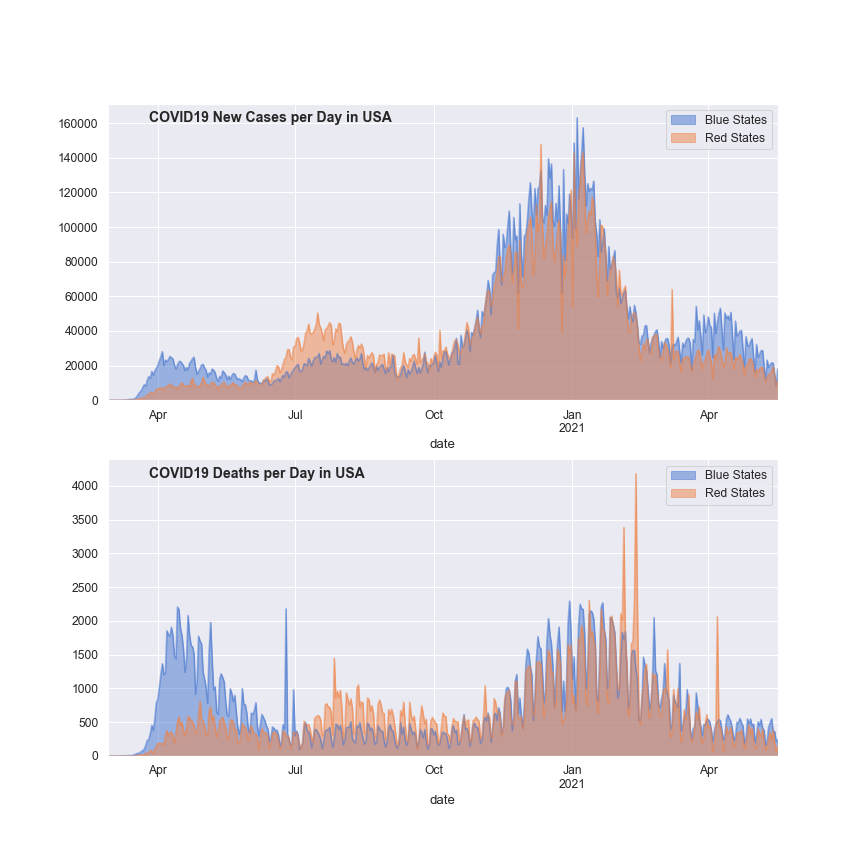 COVID19 New Cases per Day in USA
Blue States
Red States
160000
140000
120000
100000
80000
60000
40000
20000
0
Apr Jul Oct Jan Apr
2021
date
COVID19 Deaths per Day in USA
Blue States
Red States
4000
3500
3000
2500
2000
1500
1000
500
0
Apr Jul Oct Jan Apr
2021
date